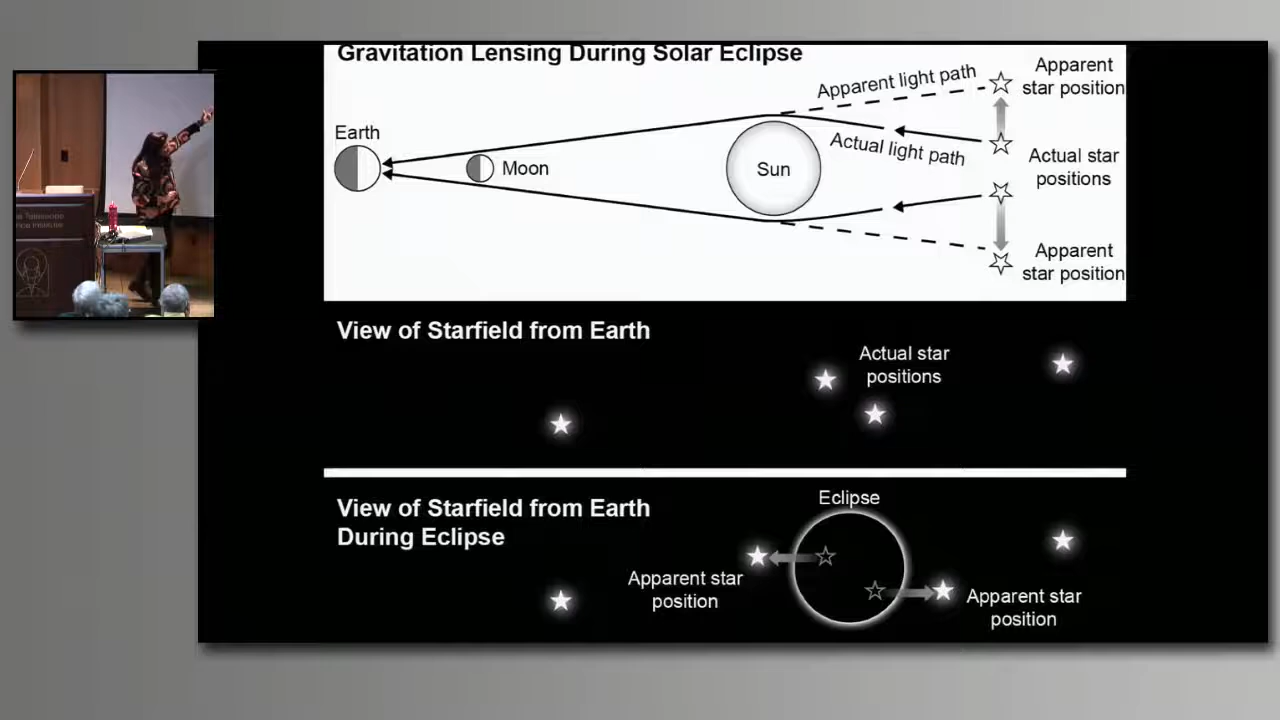 Gravitation Lensing During Solar Eclipse
Apparent light path
Apparent
star position
Earth
Moon
Sun
Actual light path
Actual star
positions
Apparent
star position
View of Starfield from Earth
Actual star
positions
View of Starfield from Earth
During Eclipse
Eclipse
Apparent star
position
Apparent star
position